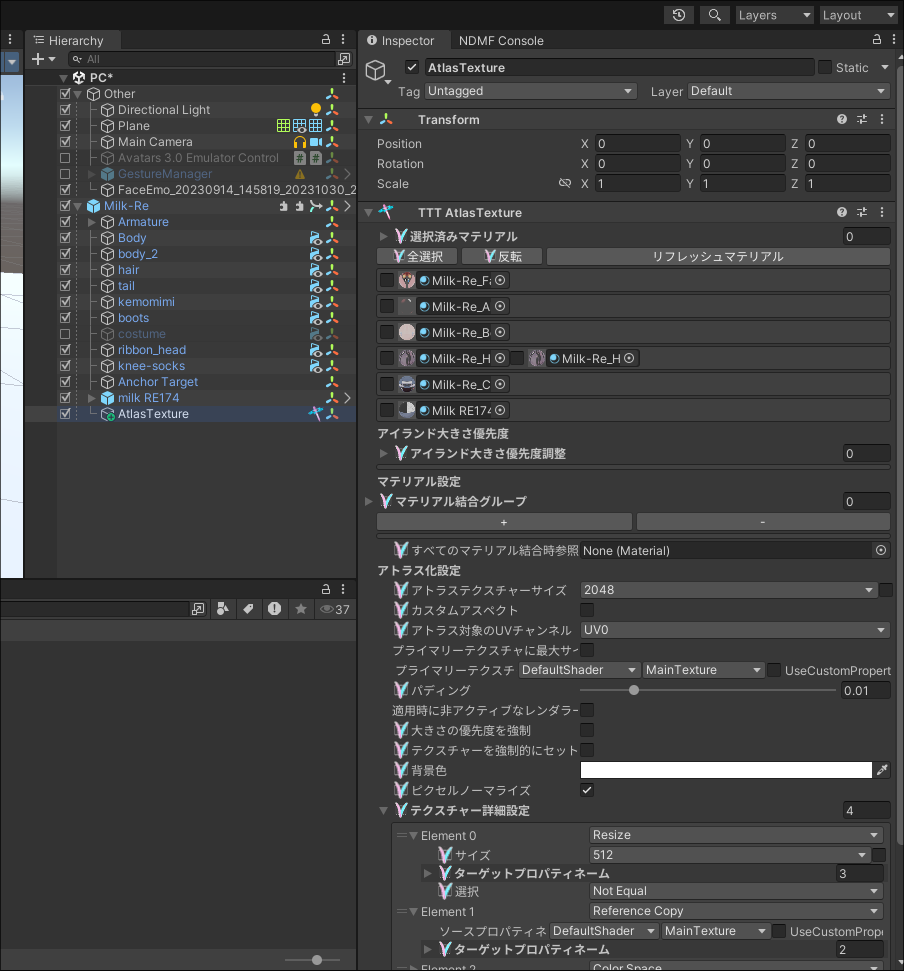 Layers
Layout
Hierarchy
All
PC*
Other
Directional Light
Plane
Main Camera
Avatars 3.0 Emulator Control
GestureManager
FaceEmo_20230914_145819_20231030_2
Milk-Re
Armature
Body
body_2
hair
tail
kemomimi
boots
costume
ribbon_head
knee-socks
Anchor Target
milk RE174
AtlasTexture
37
Inspector
NDMF Console
AtlasTexture
Static
Tag Untagged
Layer Default
Transform
Position X 0 Y 0 Z 0
Rotation X 0 Y 0 Z 0
Scale X 1 Y 1 Z 1
TTT AtlasTexture
選択済みマテリアル 0
全選択 反転 リフレッシュマテリアル
Milk-Re_Fa
Milk-Re_A
Milk-Re_B
Milk-Re_H Milk-Re_H
Milk-Re_C
Milk RE174
アイランド大きさ優先度
アイランド大きさ優先度調整 0
マテリアル設定
マテリアル結合グループ 0
+ -
すべてのマテリアル結合時参照 None (Material)
アトラス化設定
アトラステクスチャーサイズ 2048
カスタムアスペクト
アトラス対象のUVチャンネル UV0
プライマリーテクスチャに最大サイ
プライマリーテクスチ DefaultShader MainTexture UseCustomPropert
パディング 0.01
適用時に非アクティブなレンダラー
大きさの優先度を強制
テクスチャーを強制的にセット
背景色
ピクセルノーマライズ
テクスチャー詳細設定 4
Element 0 Resize
サイズ 512
ターゲットプロパティネーム 3
選択 Not Equal
Element 1 Reference Copy
ソースプロパティネ DefaultShader MainTexture UseCustomPrope
ターゲットプロパティネーム 2
Element 2 Color Space